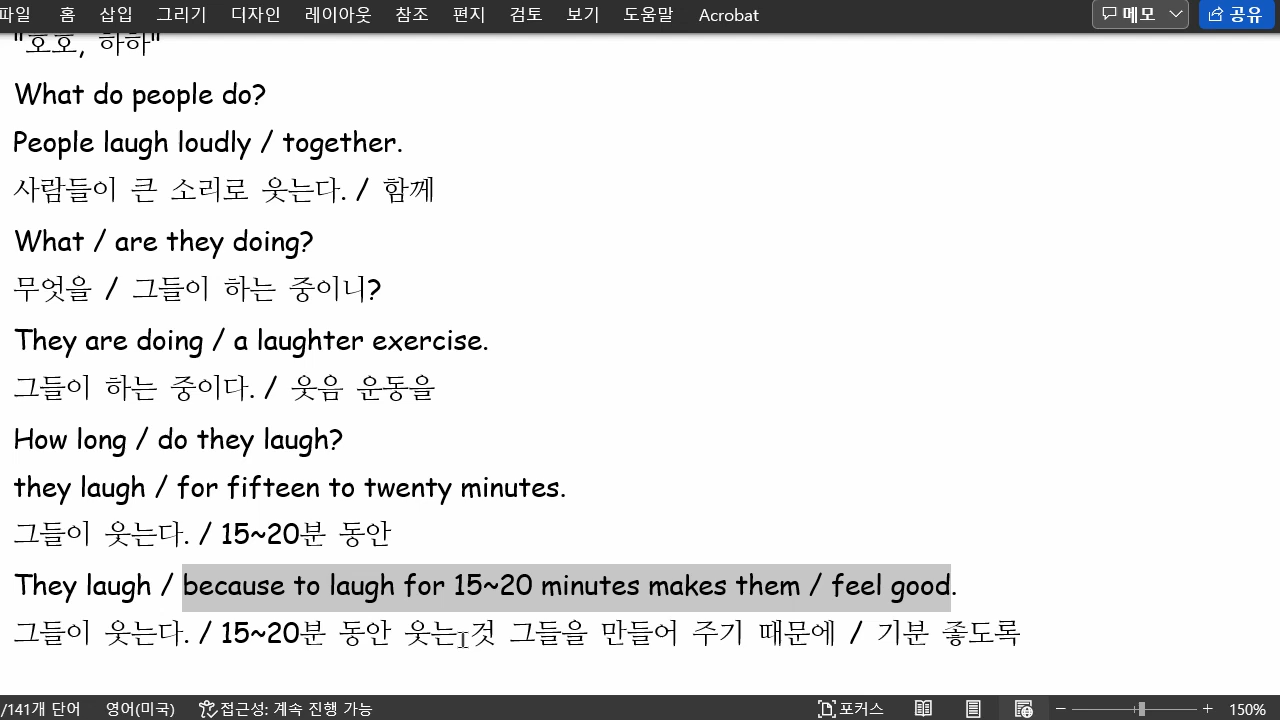 파일 홈 삽입 그리기 디자인 레이아웃 참조 편지 검토 보기 도움말 Acrobat 메모 공유
"호호, 하하"
What do people do?
People laugh loudly / together.
사람들이 큰 소리로 웃는다. / 함께
What / are they doing?
무엇을 / 그들이 하는 중이니?
They are doing / a laughter exercise.
그들이 하는 중이다. / 웃음 운동을
How long / do they laugh?
they laugh / for fifteen to twenty minutes.
그들이 웃는다. / 15~20분 동안
They laugh / because to laugh for 15~20 minutes makes them / feel good.
그들이 웃는다. / 15~20분 동안 웃는 것 그들을 만들어 주기 때문에 / 기분 좋도록
/141개 단어 영어(미국) 접근성: 계속 진행 가능 포커스 150%